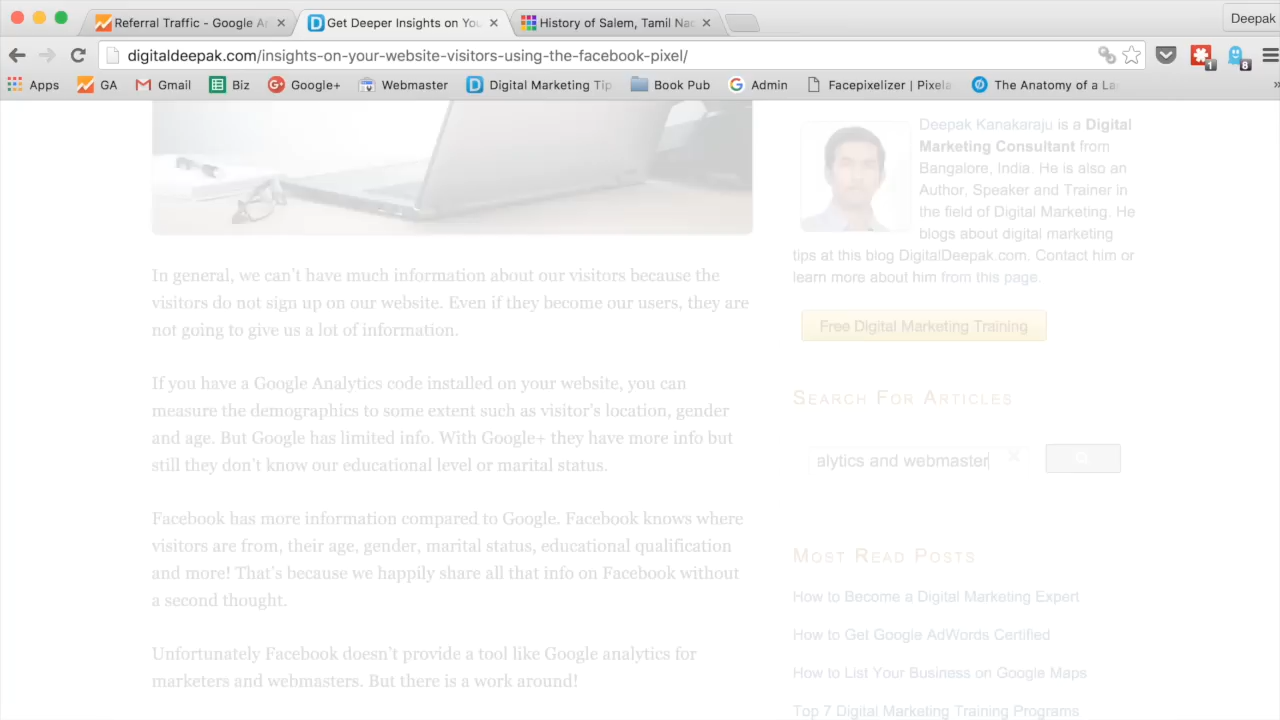 Referral Traffic - Google A
Get Deeper Insights on You
History of Salem, Tamil Nad
Deepak
digitaldeepak.com/insights-on-your-website-visitors-using-the-facebook-pixel/
1
8
Apps
GA
Gmail
Biz
Google+
Webmaster
Digital Marketing Tip
Book Pub
Admin
Facepixelizer | Pixela
The Anatomy of a La
»
In general, we can't have much information about our visitors because the
visitors do not sign up on our website. Even if they become our users, they are
not going to give us a lot of information.
If you have a Google Analytics code installed on your website, you can
measure the demographics to some extent such as visitor's location, gender
and age. But Google has limited info. With Google+ they have more info but
still they don't know our educational level or marital status.
Facebook has more information compared to Google. Facebook knows where
visitors are from, their age, gender, marital status, educational qualification
and more! That's because we happily share all that info on Facebook without
a second thought.
Unfortunately Facebook doesn't provide a tool like Google analytics for
marketers and webmasters. But there is a work around!
Deepak Kanakaraju is a Digital
Marketing Consultant from
Bangalore, India. He is also an
Author, Speaker and Trainer in
the field of Digital Marketing. He
blogs about digital marketing
tips at this blog DigitalDeepak.com. Contact him or
learn more about him from this page.
Free Digital Marketing Training
Search For Articles
alytics and webmaster
Most Read Posts
How to Become a Digital Marketing Expert
How to Get Google AdWords Certified
How to List Your Business on Google Maps
Top 7 Digital Marketing Training Programs